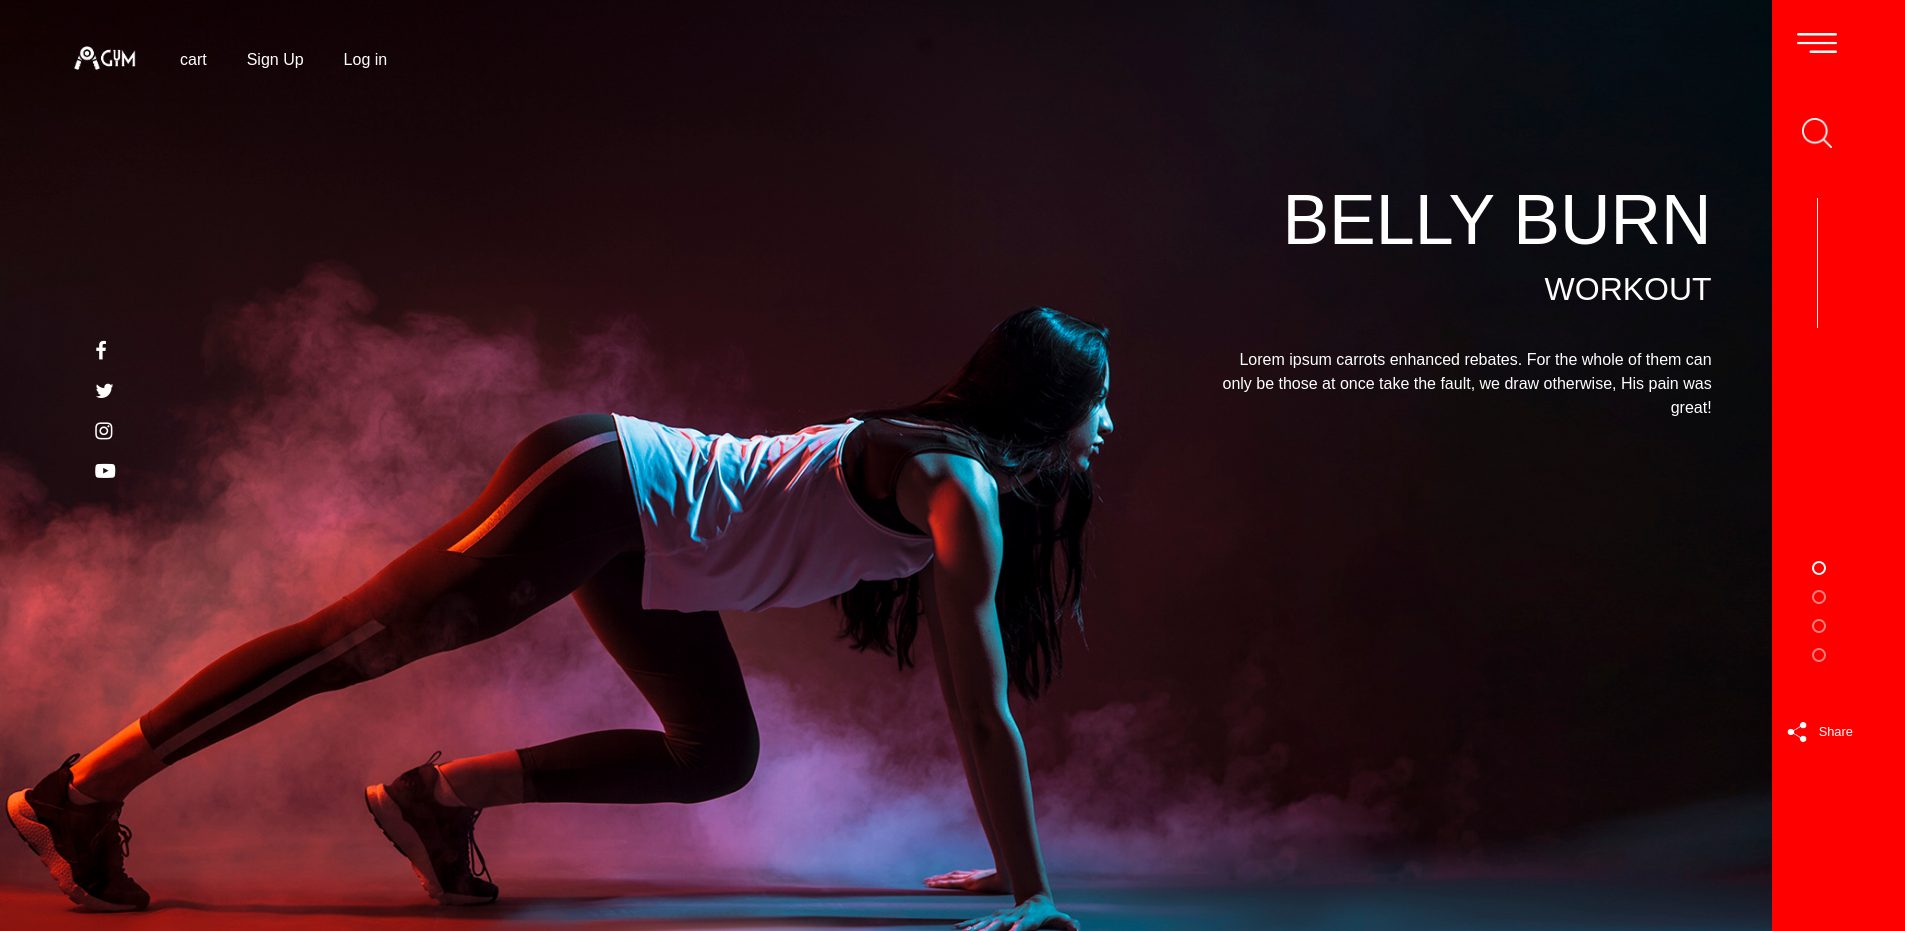 GYM
cart
Sign Up
Log in
BELLY BURN
WORKOUT
Lorem ipsum carrots enhanced rebates. For the whole of them can
only be those at once take the fault, we draw otherwise, His pain was
great!
Share